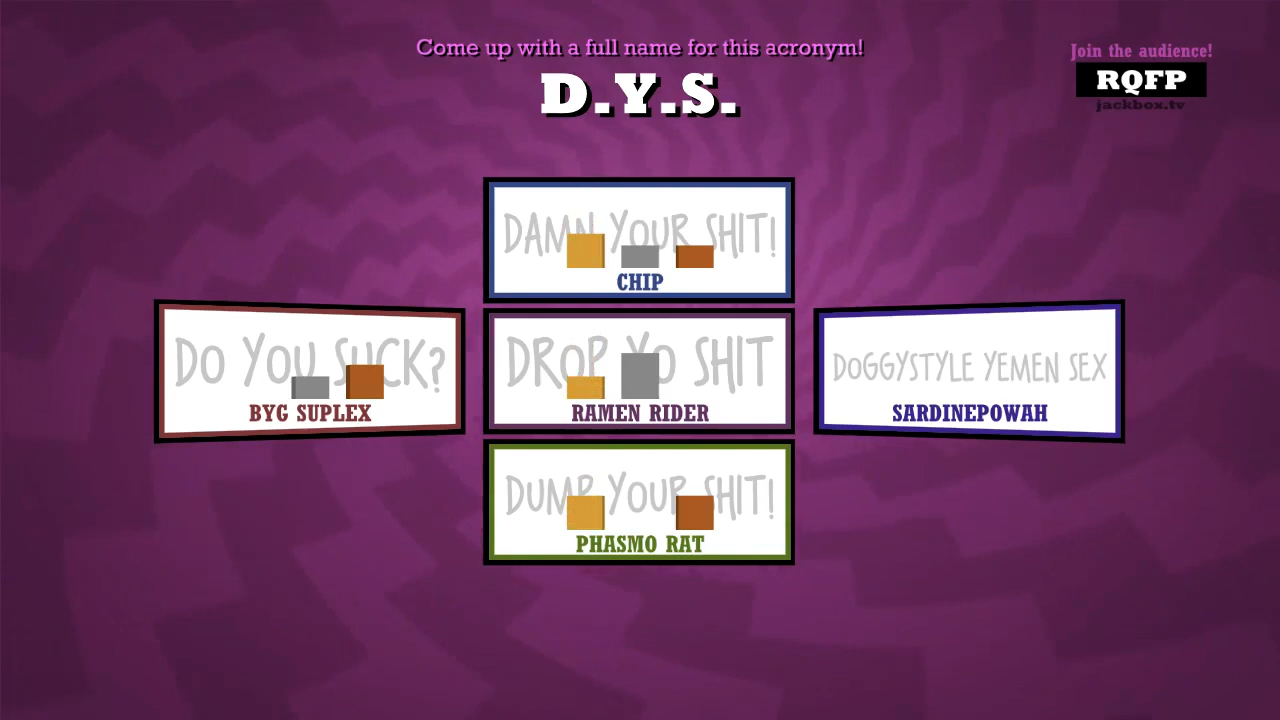 Come up with a full name for this acronym!
D.Y.S.
Join the audience!
RQFP
jackbox.tv
DAMN YOUR SHIT!
CHIP
DO YOU SUCK?
BYG SUPLEX
DROP YO SHIT
RAMEN RIDER
DOGGYSTYLE YEMEN SEX
SARDINEPOWAH
DUMP YOUR SHIT!
PHASMO RAT